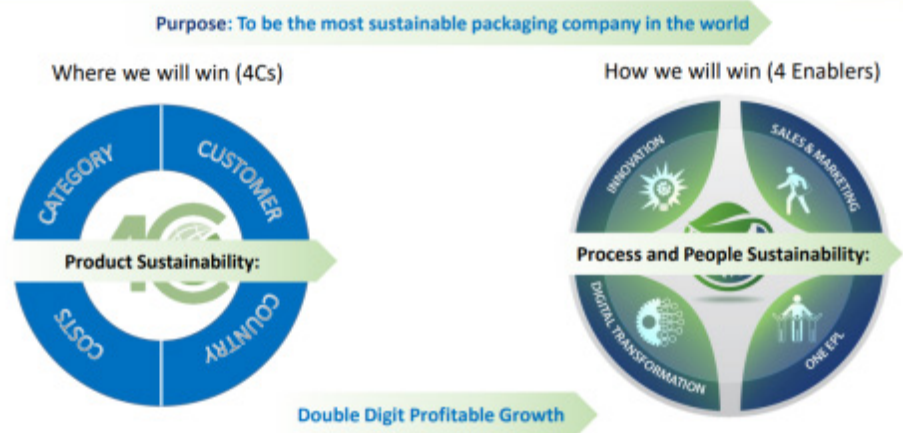 Purpose: To be the most sustainable packaging company in the world
Where we will win (4Cs)
How we will win (4 Enablers)
CATEGORY
CUSTOMER
4C
Product Sustainability:
COSTS
COUNTRY
INNOVATION
SALES & MARKETING
Process and People Sustainability:
DIGITAL TRANSFORMATION
ONE EPL
Double Digit Profitable Growth